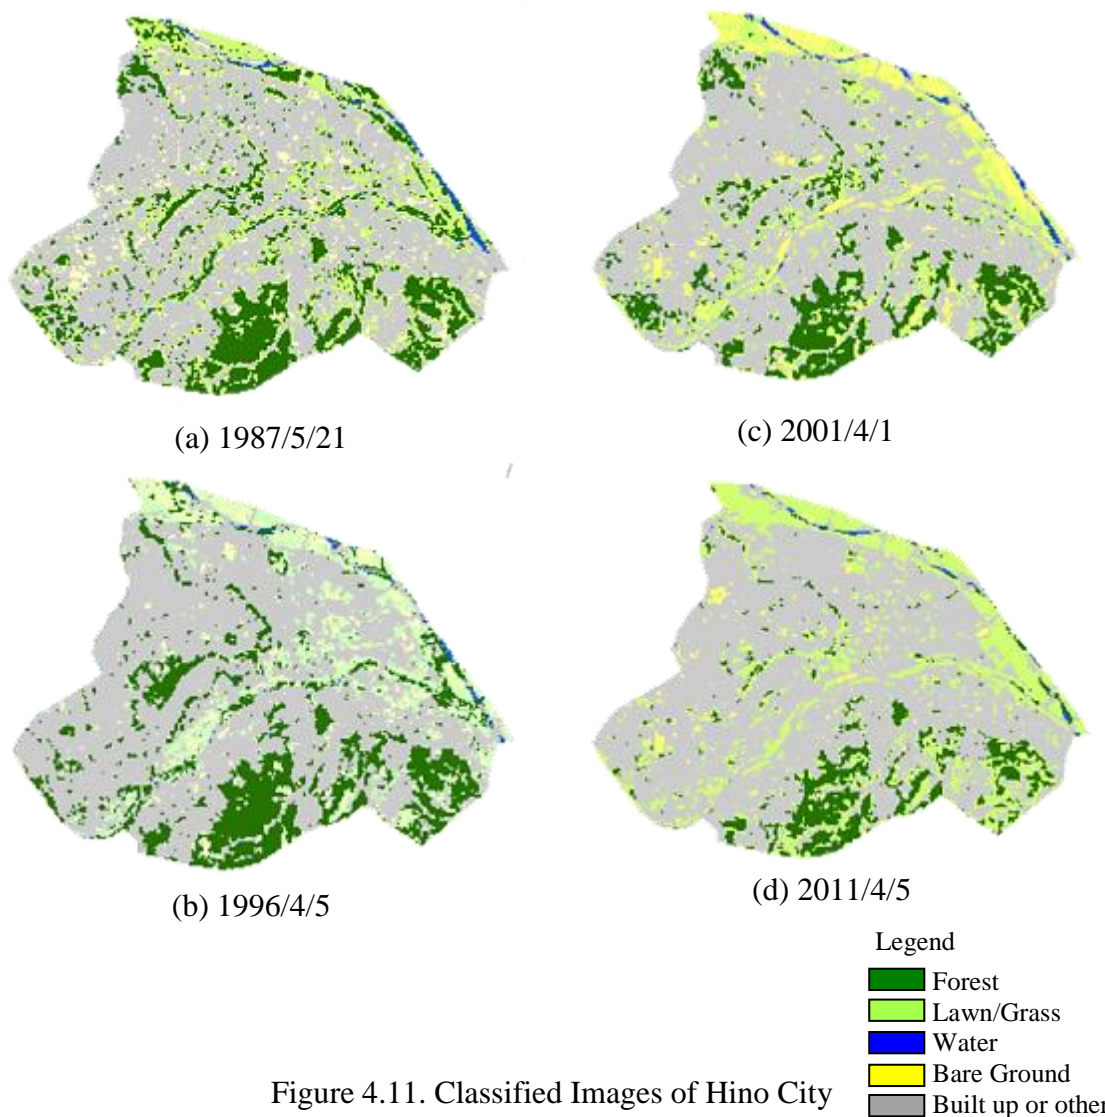 (a) 1987/5/21
(c) 2001/4/1
(b) 1996/4/5
(d) 2011/4/5
Legend
Forest
Lawn/Grass
Water
Bare Ground
Built up or other
Figure 4.11. Classified Images of Hino City